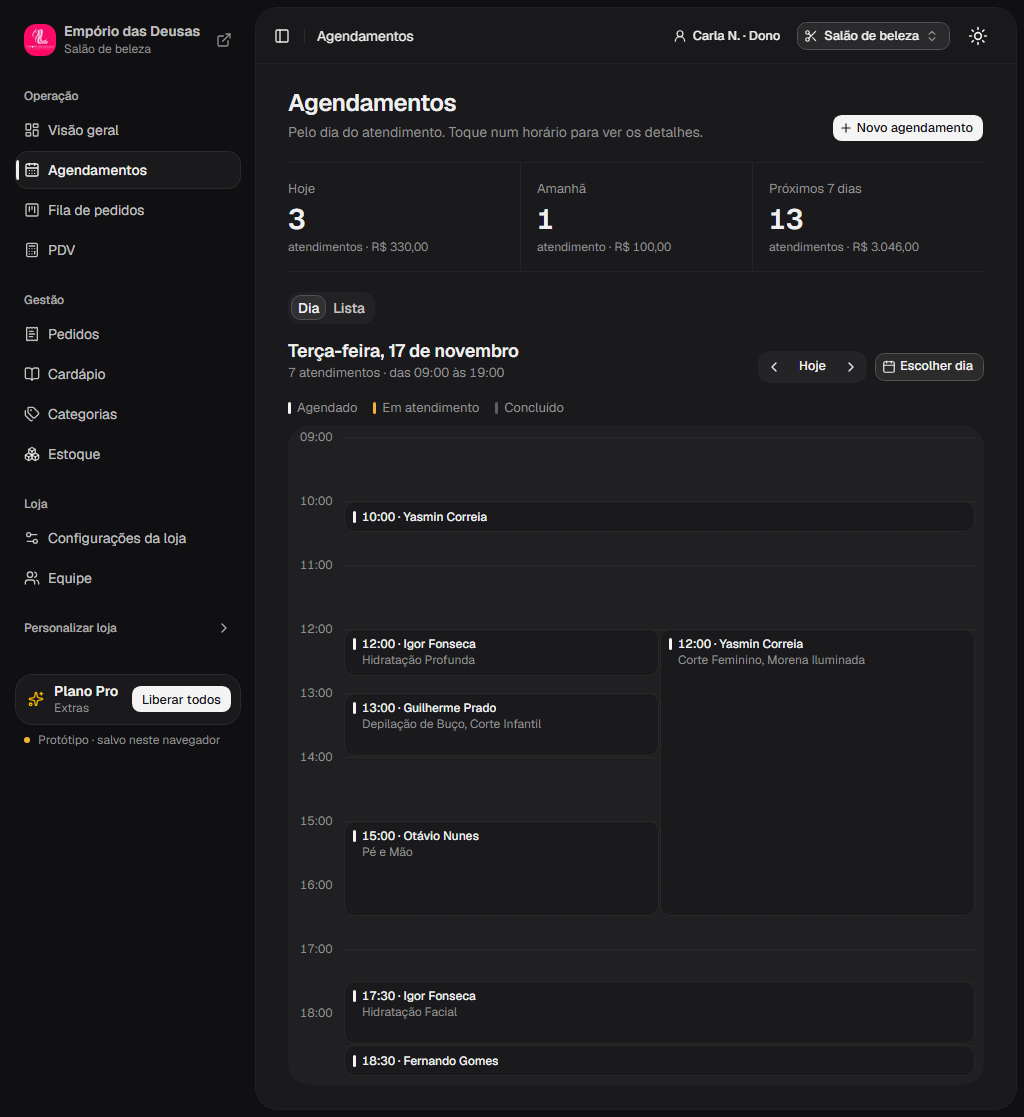 Empório das Deusas
Salão de beleza
Operação
Visão geral
Agendamentos
Fila de pedidos
PDV
Gestão
Pedidos
Cardápio
Categorias
Estoque
Loja
Configurações da loja
Equipe
Personalizar loja
Plano Pro
Extras
Liberar todos
Protótipo · salvo neste navegador
Agendamentos
Carla N. · Dono
Salão de beleza
Agendamentos
Pelo dia do atendimento. Toque num horário para ver os detalhes.
Novo agendamento
Hoje
3
atendimentos · R$ 330,00
Amanhã
1
atendimento · R$ 100,00
Próximos 7 dias
13
atendimentos · R$ 3.046,00
Dia
Lista
Terça-feira, 17 de novembro
7 atendimentos · das 09:00 às 19:00
Hoje
Escolher dia
Agendado
Em atendimento
Concluído
09:00
10:00
10:00 · Yasmin Correia
11:00
12:00
12:00 · Igor Fonseca
Hidratação Profunda
12:00 · Yasmin Correia
Corte Feminino, Morena Iluminada
13:00
13:00 · Guilherme Prado
Depilação de Buço, Corte Infantil
14:00
15:00
15:00 · Otávio Nunes
Pé e Mão
16:00
17:00
17:30 · Igor Fonseca
Hidratação Facial
18:00
18:30 · Fernando Gomes